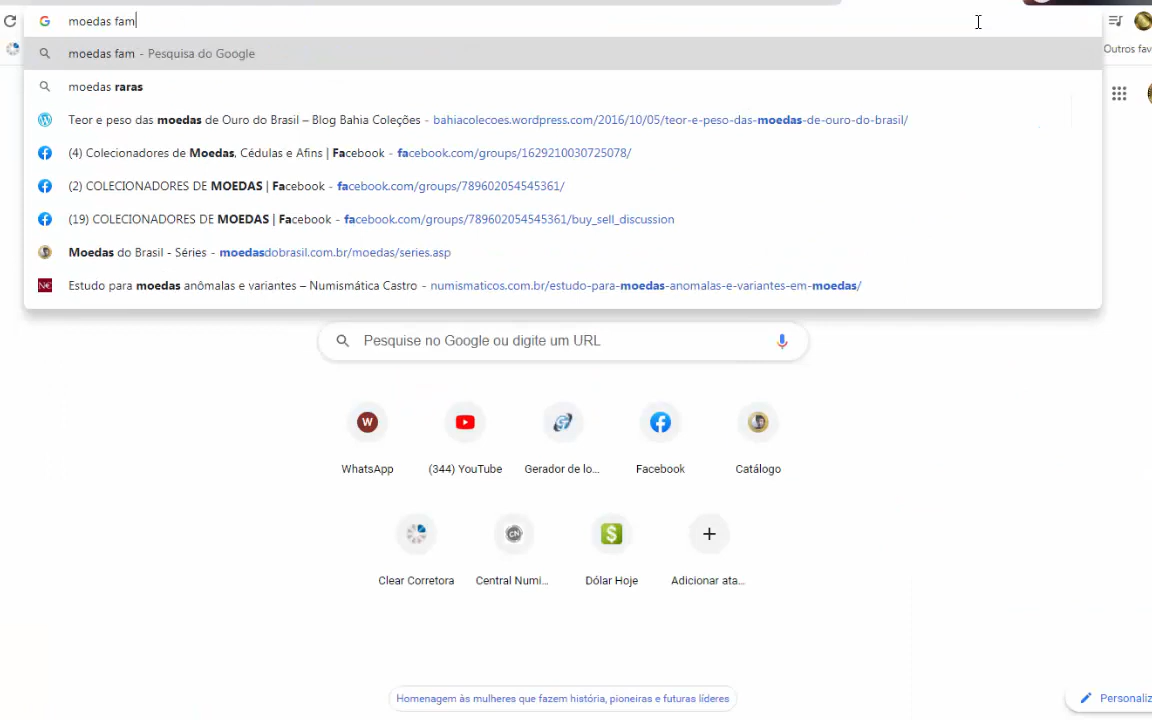 moedas fam
moedas fam - Pesquisa do Google
moedas raras
Teor e peso das moedas de Ouro do Brasil – Blog Bahia Coleções - bahiacolecoes.wordpress.com/2016/10/05/teor-e-peso-das-moedas-de-ouro-do-brasil/
(4) Colecionadores de Moedas, Cédulas e Afins | Facebook - facebook.com/groups/1629210030725078/
(2) COLECIONADORES DE MOEDAS | Facebook - facebook.com/groups/789602054545361/
(19) COLECIONADORES DE MOEDAS | Facebook - facebook.com/groups/789602054545361/buy_sell_discussion
Moedas do Brasil - Séries - moedasdobrasil.com.br/moedas/series.asp
Estudo para moedas anômalas e variantes – Numismática Castro - numismaticos.com.br/estudo-para-moedas-anomalas-e-variantes-em-moedas/
Outros fav
Pesquise no Google ou digite um URL
W
WhatsApp (344) YouTube Gerador de lo... Facebook Catálogo
CN $
Clear Corretora Central Numi... Dólar Hoje Adicionar ata...
Homenagem às mulheres que fazem história, pioneiras e futuras líderes
Personaliz